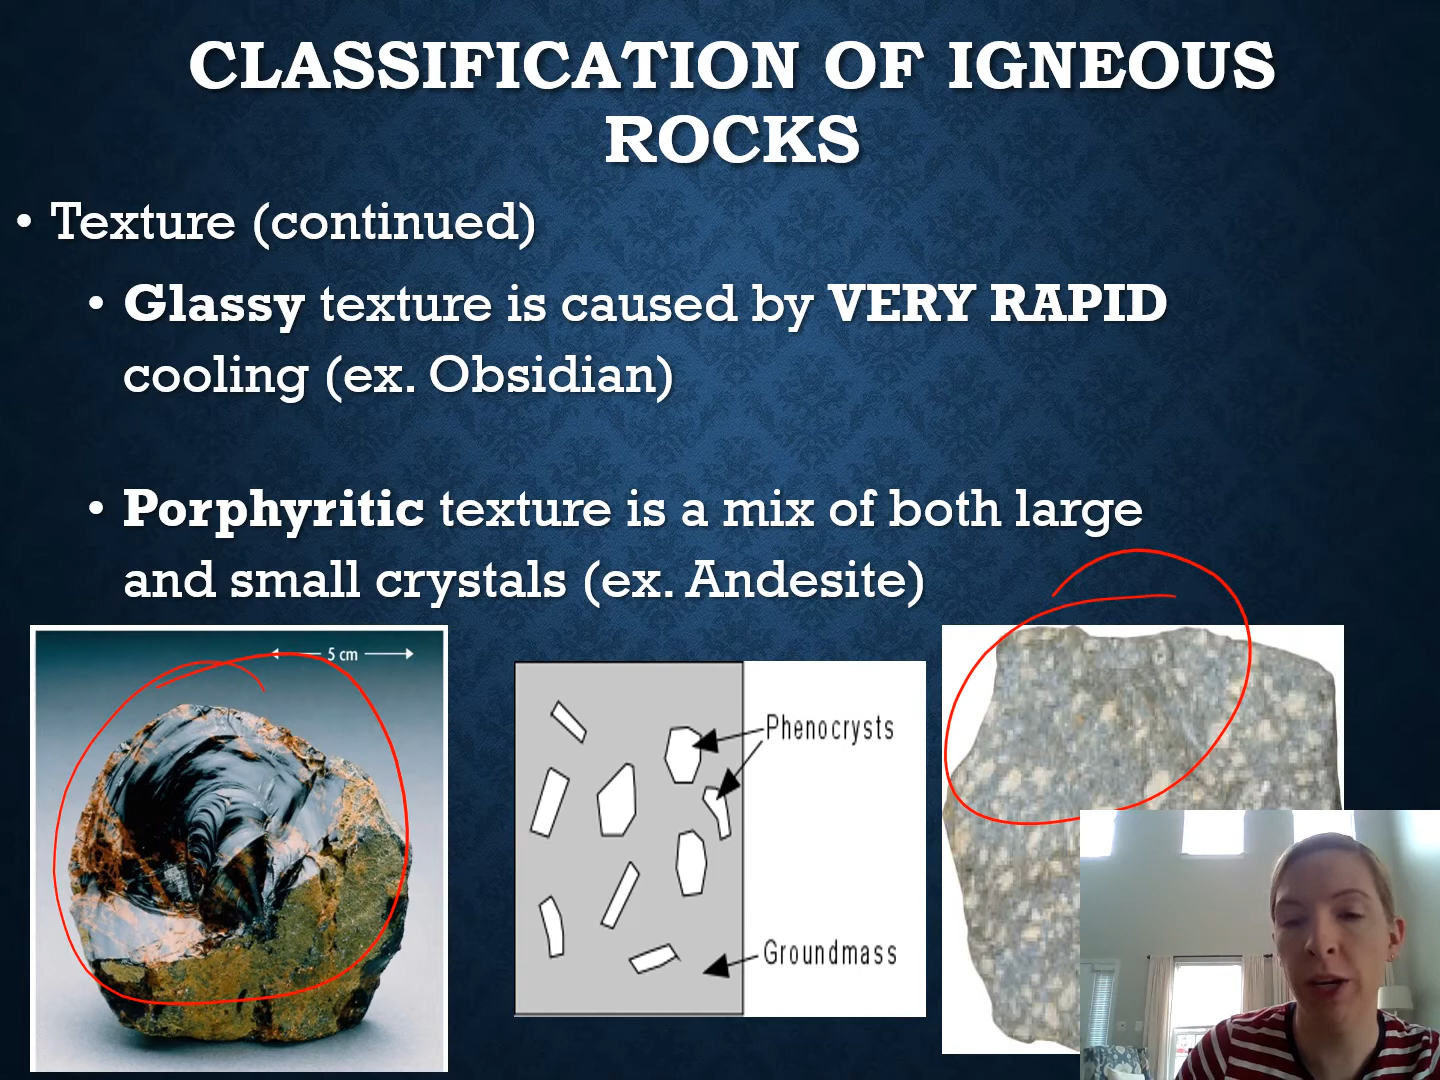 CLASSIFICATION OF IGNEOUS
ROCKS
• Texture (continued)
• Glassy texture is caused by VERY RAPID
cooling (ex. Obsidian)
• Porphyritic texture is a mix of both large
and small crystals (ex. Andesite)
5 cm
Phenocrysts
Groundmass